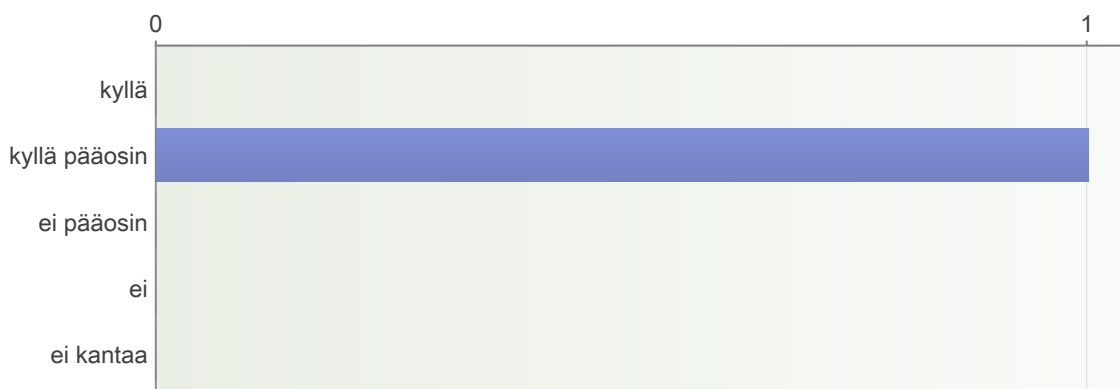 0 1
kyllä
kyllä pääosin
ei pääosin
ei
ei kantaa